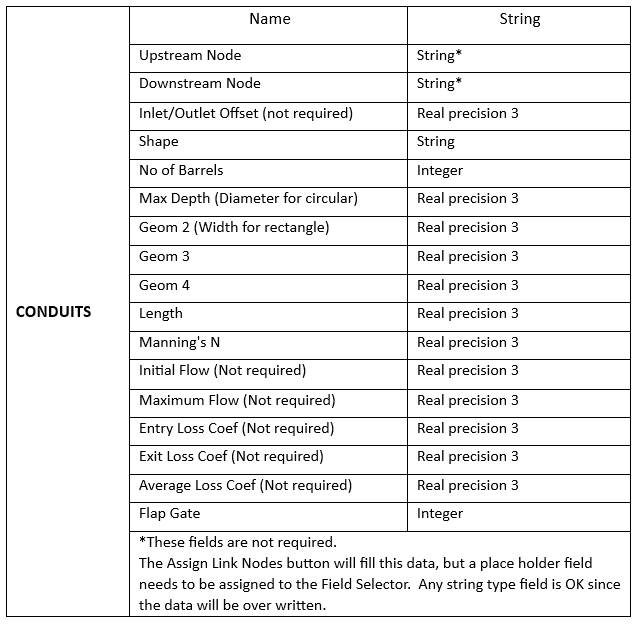 Name String
Upstream Node String*
Downstream Node String*
Inlet/Outlet Offset (not required) Real precision 3
Shape String
No of Barrels Integer
Max Depth (Diameter for circular) Real precision 3
Geom 2 (Width for rectangle) Real precision 3
Geom 3 Real precision 3
Geom 4 Real precision 3
CONDUITS
Length Real precision 3
Manning's N Real precision 3
Initial Flow (Not required) Real precision 3
Maximum Flow (Not required) Real precision 3
Entry Loss Coef (Not required) Real precision 3
Exit Loss Coef (Not required) Real precision 3
Average Loss Coef (Not required) Real precision 3
Flap Gate Integer
*These fields are not required.
The Assign Link Nodes button will fill this data, but a place holder field
needs to be assigned to the Field Selector.  Any string type field is OK since
the data will be over written.